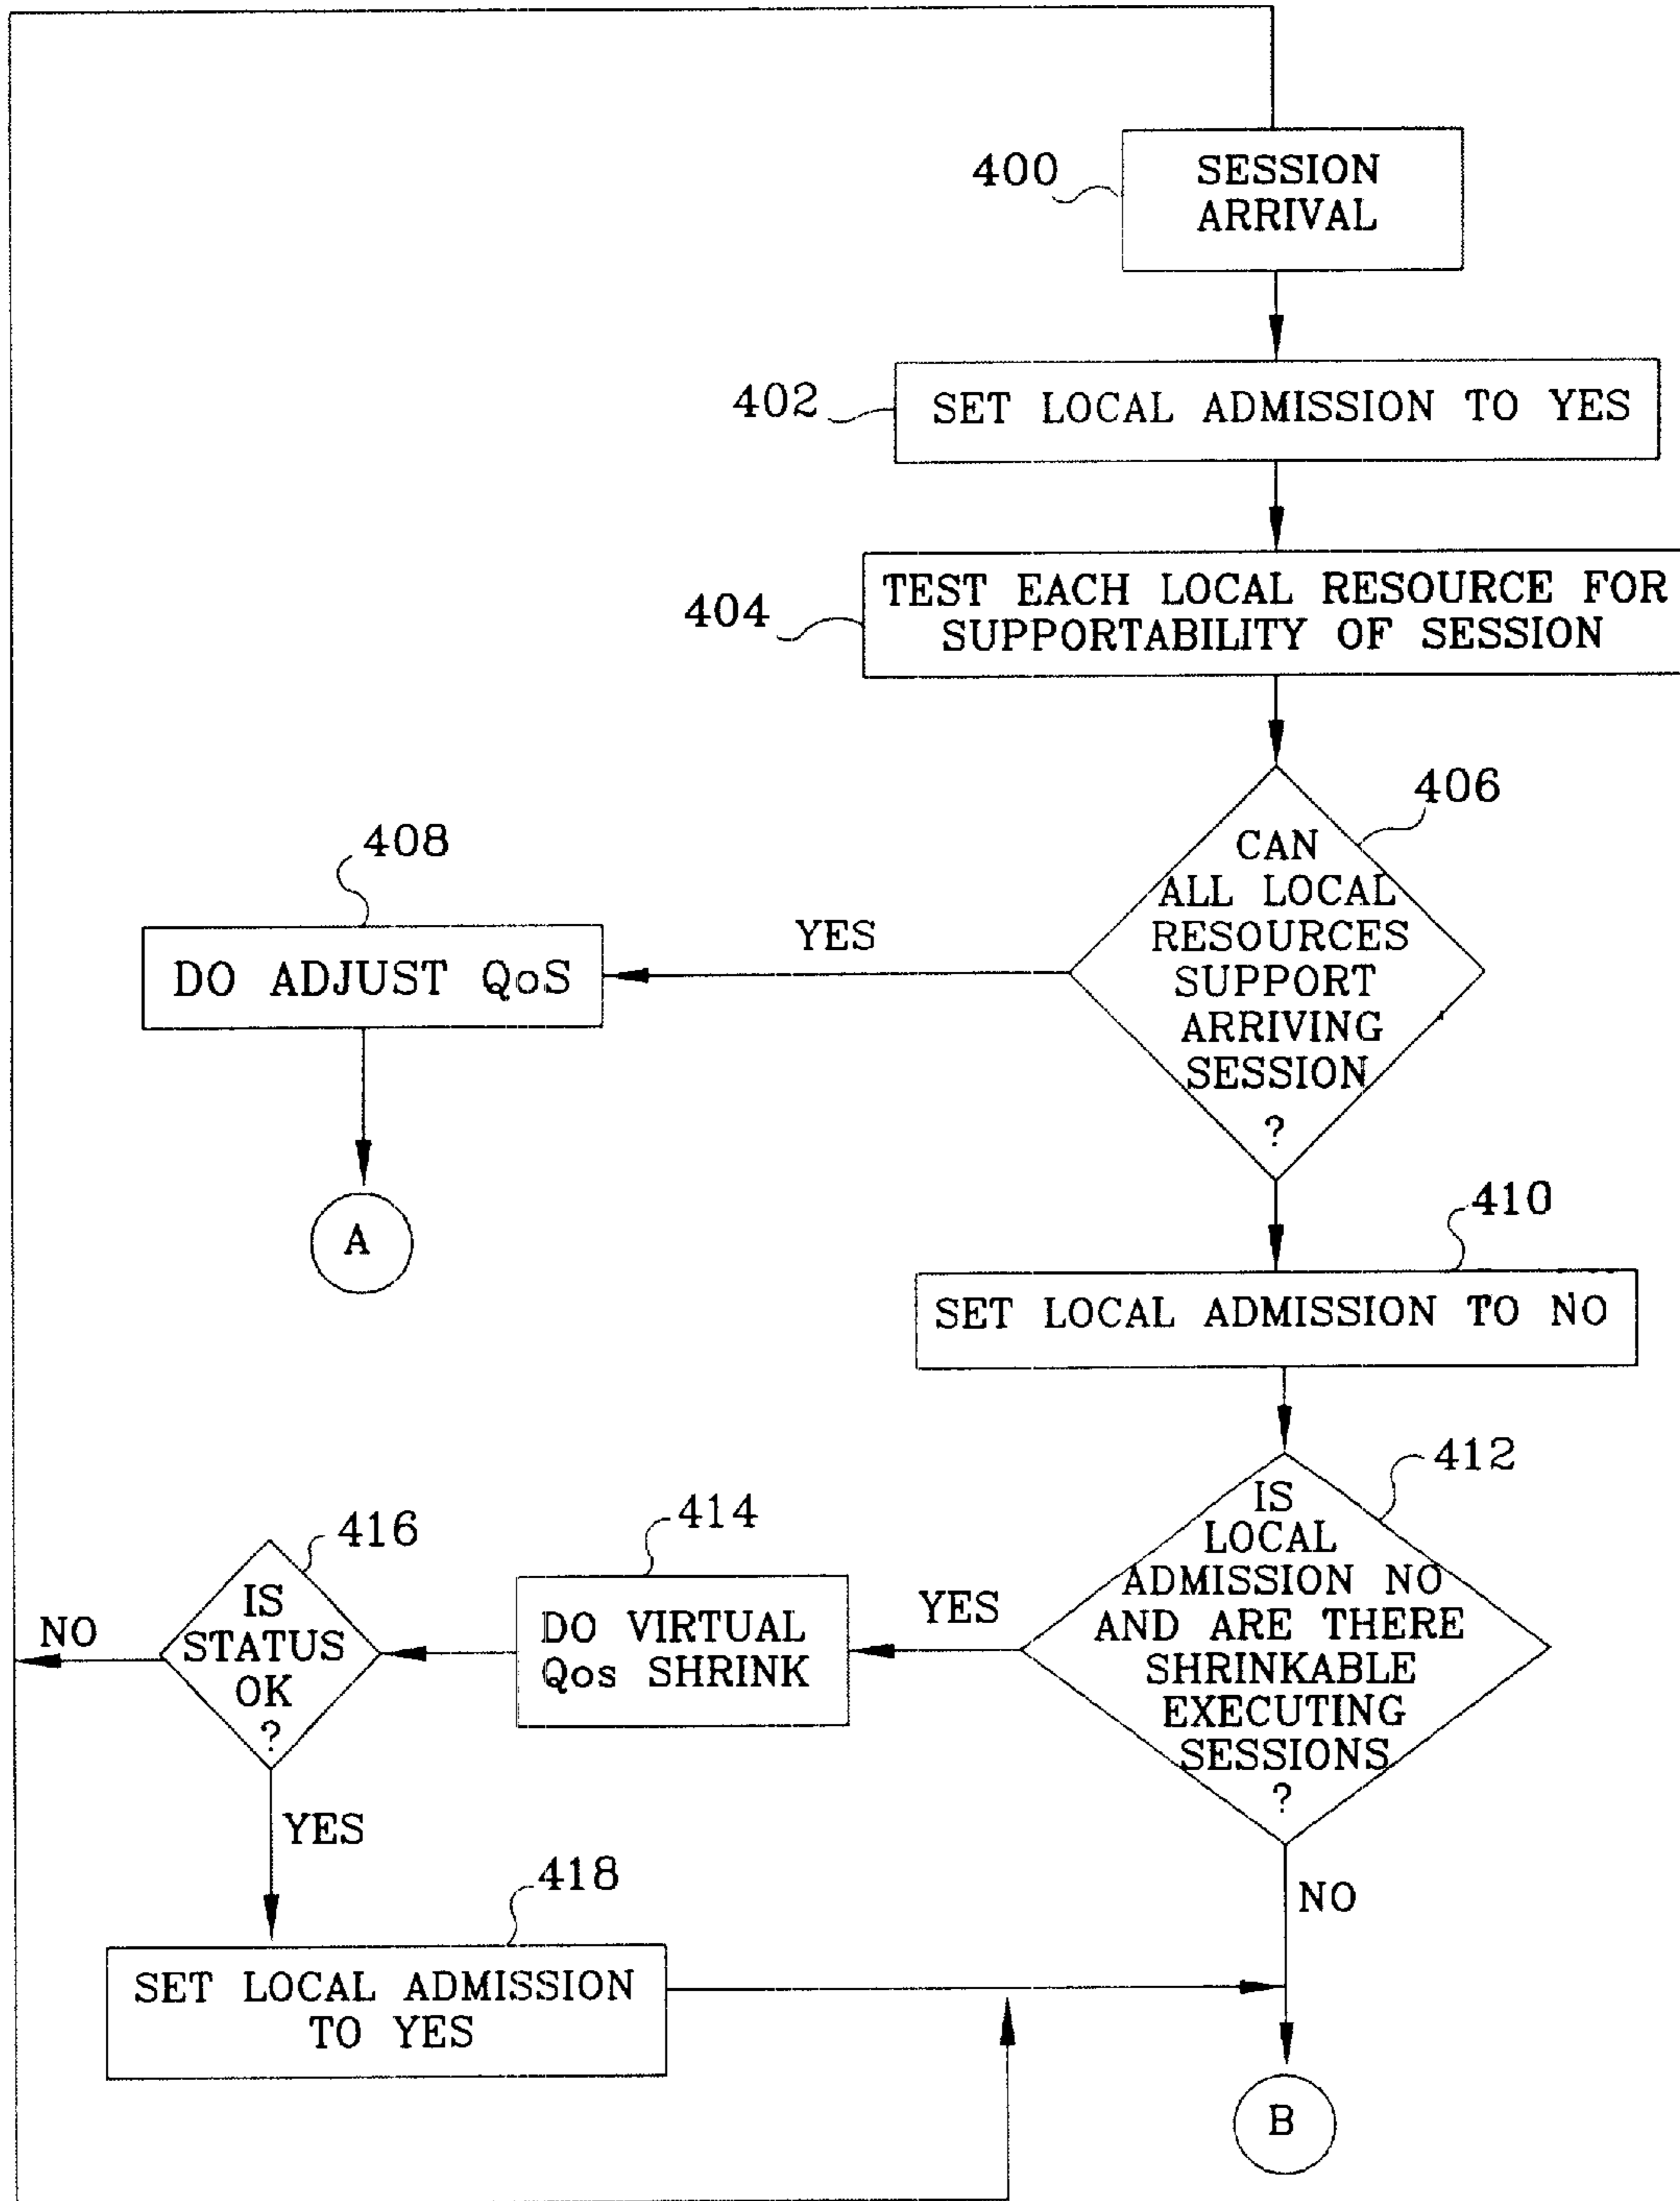 400
SESSION
ARRIVAL
402
SET LOCAL ADMISSION TO YES
404
TEST EACH LOCAL RESOURCE FOR
SUPPORTABILITY OF SESSION
406
CAN
ALL LOCAL
RESOURCES
SUPPORT
ARRIVING
SESSION
?
YES
408
DO ADJUST QoS
A
410
SET LOCAL ADMISSION TO NO
412
IS
LOCAL
ADMISSION NO
AND ARE THERE
SHRINKABLE
EXECUTING
SESSIONS
?
YES
414
DO VIRTUAL
Qos SHRINK
416
IS
STATUS
OK
?
NO
YES
418
SET LOCAL ADMISSION
TO YES
NO
B